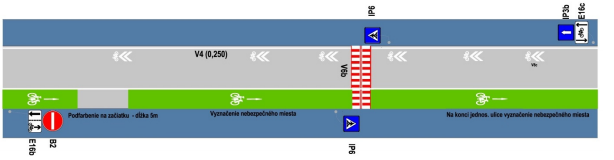 IP6
IP3b
E16c
V4 (0,250)
V6b
V8c
Podfarbenie na začiatku - dĺžka 5m
Vyznačenie nebezpečného miesta
Na konci jednos. ulice vyznačenie nebezpečného miesta
E16b
B2
IP6